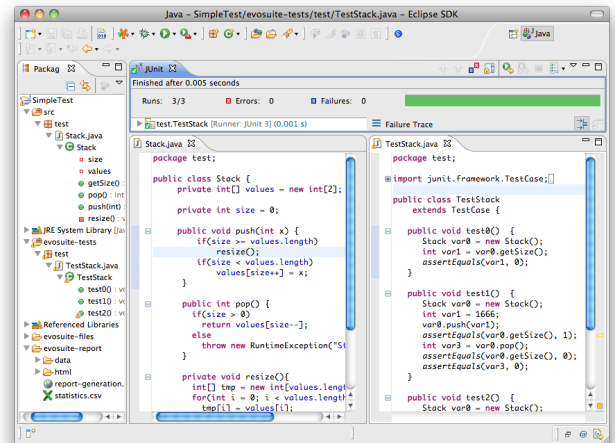 Java – SimpleTest/evosuite-tests/test/TestStack.java – Eclipse SDK
Java
Packag
SimpleTest
src
test
Stack.java
Stack
size
values
getSize() :
pop() : int
push(int) :
resize() : v
JRE System Library [Jav
evosuite-tests
test
TestStack.java
TestStack
test0() : vo
test1() : vo
test2() : vo
Referenced Libraries
evosuite-files
evosuite-report
data
html
report-generation.
statistics.csv
JUnit
Finished after 0.005 seconds
Runs: 3/3 Errors: 0 Failures: 0
test.TestStack [Runner: JUnit 3] (0.001 s)
Failure Trace
Stack.java
package test;
public class Stack {
private int[] values = new int[2];
private int size = 0;
public void push(int x) {
if(size >= values.length)
resize();
if(size < values.length)
values[size++] = x;
}
public int pop() {
if(size > 0)
return values[size--];
else
throw new RuntimeException("St
}
private void resize(){
int[] tmp = new int[values.lengt
for(int i = 0; i < values.length
tmp[i] = values[i];
TestStack.java
package test;
import junit.framework.TestCase;
public class TestStack
extends TestCase {
public void test0() {
Stack var0 = new Stack();
int var1 = var0.getSize();
assertEquals(var1, 0);
}
public void test1() {
Stack var0 = new Stack();
int var1 = 1666;
var0.push(var1);
assertEquals(var0.getSize(), 1);
int var3 = var0.pop();
assertEquals(var0.getSize(), 0);
assertEquals(var3, 0);
}
public void test2() {
Stack var0 = new Stack();